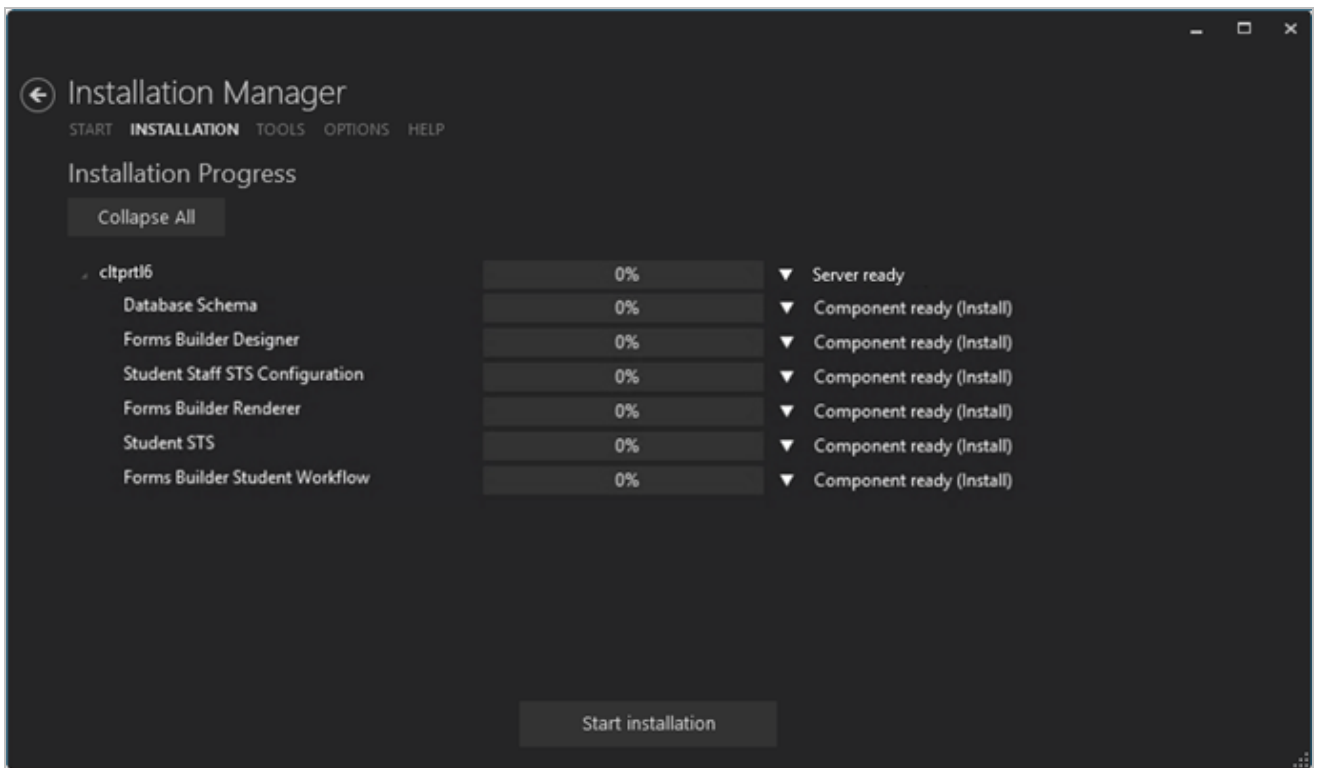 Installation Manager
START INSTALLATION TOOLS OPTIONS HELP
Installation Progress
Collapse All
cltprtl6 0% Server ready
Database Schema 0% Component ready (Install)
Forms Builder Designer 0% Component ready (Install)
Student Staff STS Configuration 0% Component ready (Install)
Forms Builder Renderer 0% Component ready (Install)
Student STS 0% Component ready (Install)
Forms Builder Student Workflow 0% Component ready (Install)
Start installation